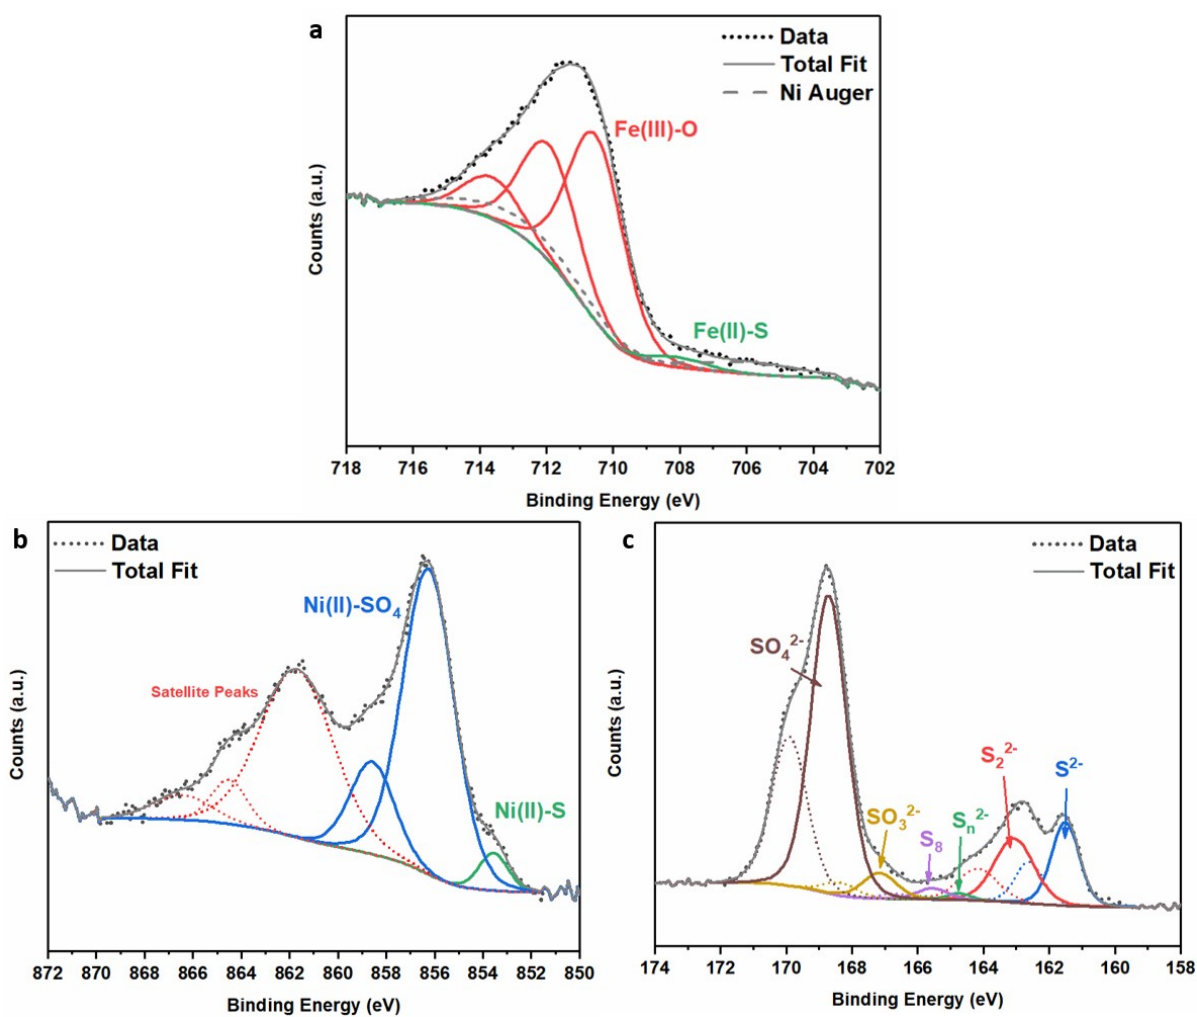 a
Data
Total Fit
Ni Auger
Fe(III)-O
Fe(II)-S
Counts (a.u.)
718 716 714 712 710 708 706 704 702
Binding Energy (eV)
b
Data
Total Fit
Ni(II)-SO₄
Satellite Peaks
Ni(II)-S
Counts (a.u.)
872 870 868 866 864 862 860 858 856 854 852 850
Binding Energy (eV)
c
Data
Total Fit
SO₄²⁻
SO₃²⁻
S₈
Sₙ²⁻
S₂²⁻
S²⁻
Counts (a.u.)
174 172 170 168 166 164 162 160 158
Binding Energy (eV)